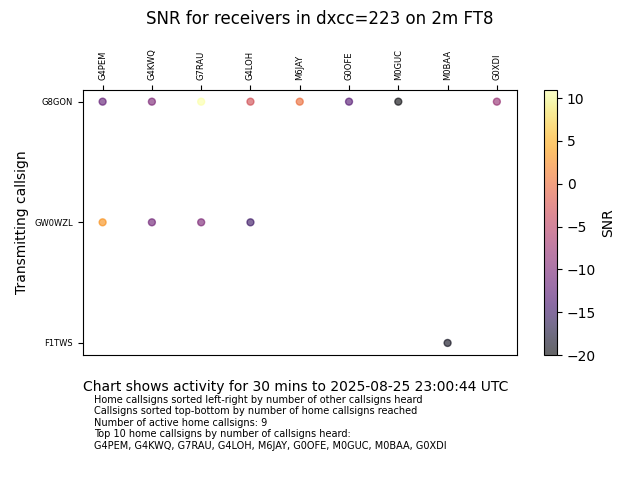 SNR for receivers in dxcc=223 on 2m FT8
G4PEM G4KWQ G7RAU G4LOH M6JAY G0OFE M0GUC M0BAA G0XDI
G8GON
GW0WZL
F1TWS
Transmitting callsign
10
5
0
−5
−10
−15
−20
SNR
Chart shows activity for 30 mins to 2025-08-25 23:00:44 UTC
Home callsigns sorted left-right by number of other callsigns heard
Callsigns sorted top-bottom by number of home callsigns reached
Number of active home callsigns: 9
Top 10 home callsigns by number of callsigns heard:
G4PEM, G4KWQ, G7RAU, G4LOH, M6JAY, G0OFE, M0GUC, M0BAA, G0XDI